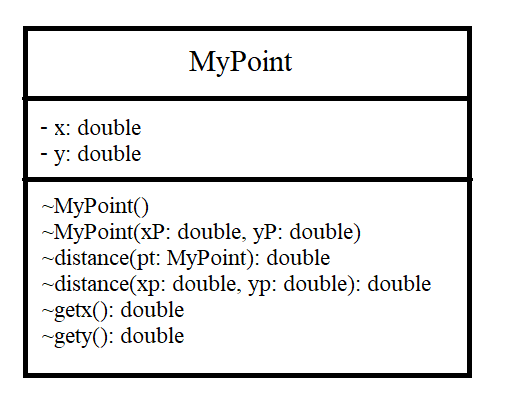 MyPoint
- x: double
- y: double
~MyPoint()
~MyPoint(xP: double, yP: double)
~distance(pt: MyPoint): double
~distance(xp: double, yp: double): double
~getx(): double
~gety(): double